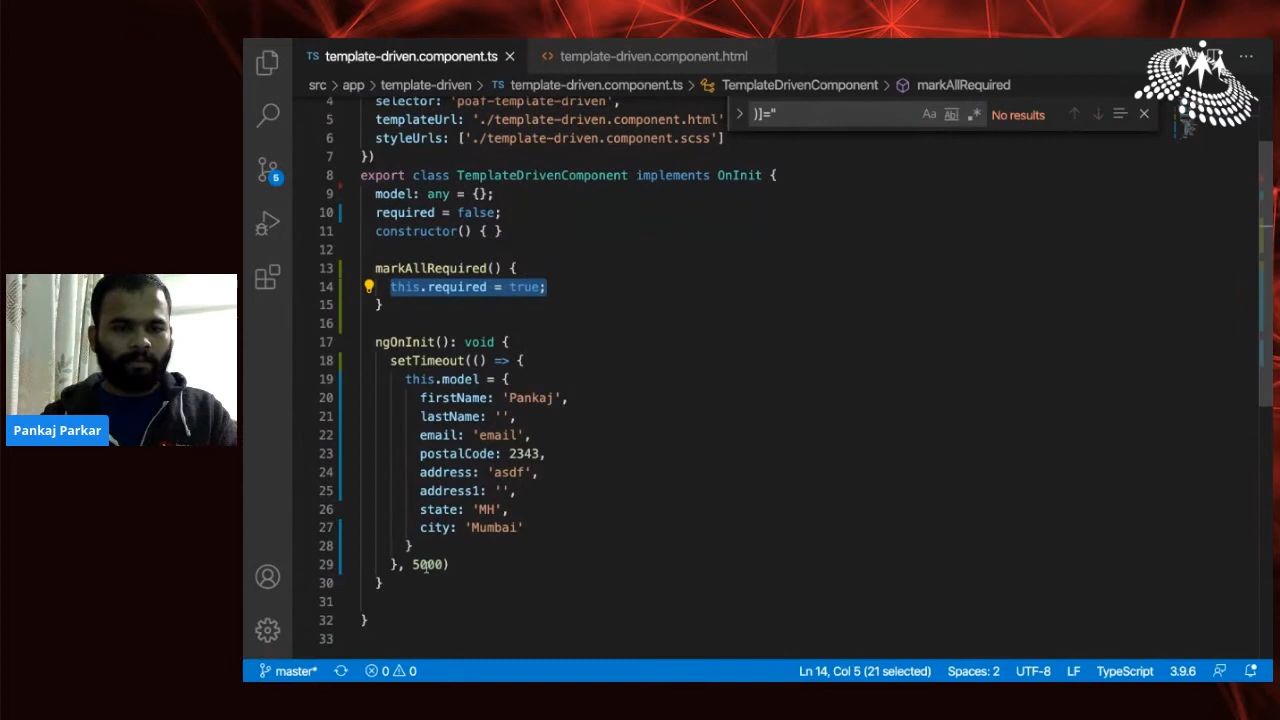 TS template-driven.component.ts
<> template-driven.component.html
src > app > template-driven > TS template-driven.component.ts > TemplateDrivenComponent > markAllRequired
)]="
Aa Abl .* No results
4 selector: 'poaf-template-driven',
5 templateUrl: './template-driven.component.html'
6 styleUrls: ['./template-driven.component.scss']
7 })
8 export class TemplateDrivenComponent implements OnInit {
9 model: any = {};
10 required = false;
11 constructor() { }
12
13 markAllRequired() {
14 this.required = true;
15 }
16
17 ngOnInit(): void {
18 setTimeout(() => {
19 this.model = {
20 firstName: 'Pankaj',
21 lastName: '',
22 email: 'email',
23 postalCode: 2343,
24 address: 'asdf',
25 address1: '',
26 state: 'MH',
27 city: 'Mumbai'
28 }
29 }, 5000)
30 }
31
32 }
33
5
Pankaj Parkar
master* 0 0 Ln 14, Col 5 (21 selected) Spaces: 2 UTF-8 LF TypeScript 3.9.6